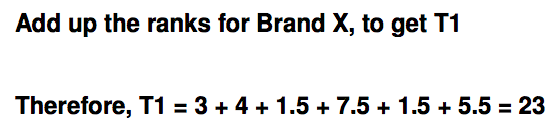 Add up the ranks for Brand X, to get T1
Therefore, T1 = 3 + 4 + 1.5 + 7.5 + 1.5 + 5.5 = 23